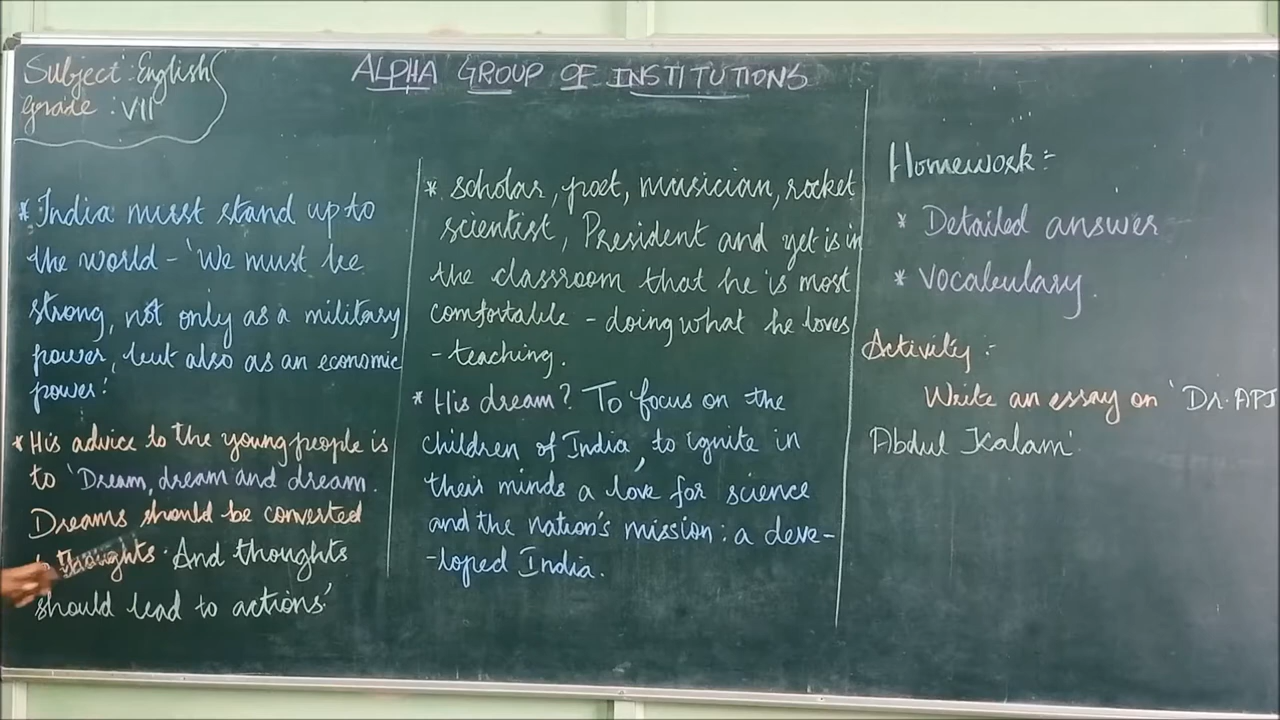 Subject : English
Grade : VII
ALPHA GROUP OF INSTITUTIONS
* India must stand up to
the world - 'We must be
strong, not only as a military
power, but also as an economic
power.'
* His advice to the young people is
to 'Dream, dream and dream.
Dreams should be converted
thoughts. And thoughts
should lead to actions'
* scholar, poet, musician, rocket
scientist, President and yet is in
the classroom that he is most
comfortable - doing what he loves
- teaching.
* His dream? To focus on the
children of India, to ignite in
their minds a love for science
and the nation's mission: a deve-
-loped India.
Homework :-
* Detailed answer
* Vocabulary.
Activity :-
Write an essay on 'Dr. APJ
Abdul Kalam'